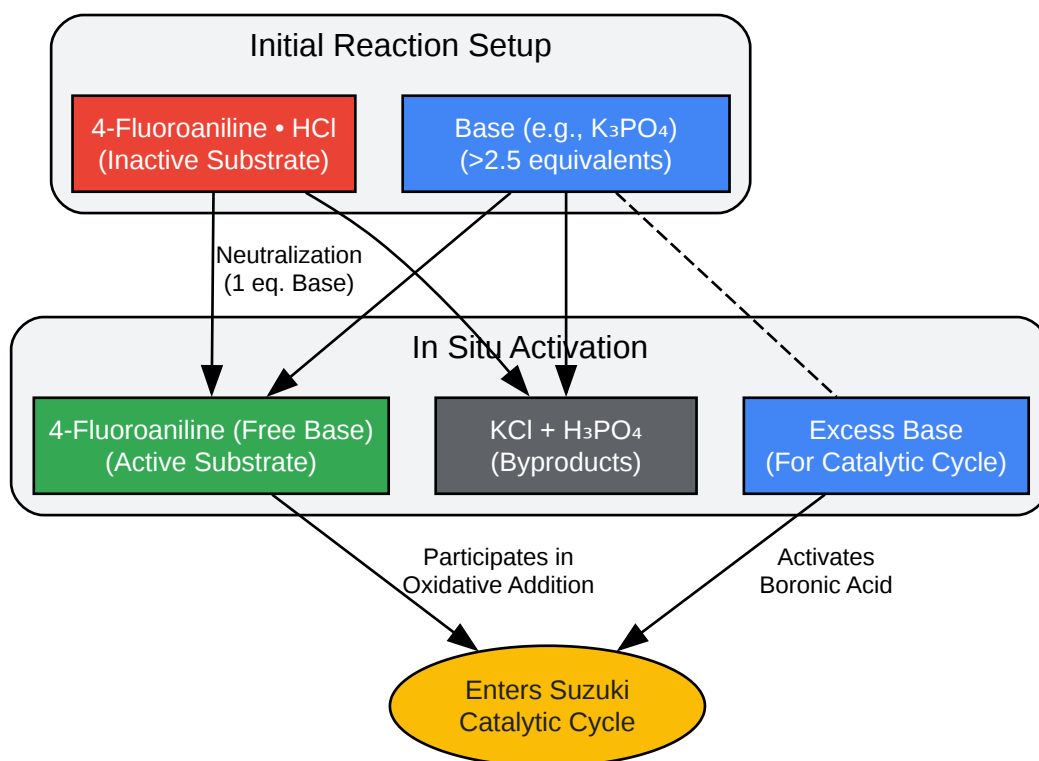 Initial Reaction Setup
4-Fluoroaniline • HCl
(Inactive Substrate)
Base (e.g., K₃PO₄)
(>2.5 equivalents)
Neutralization
(1 eq. Base)
In Situ Activation
4-Fluoroaniline (Free Base)
(Active Substrate)
KCl + H₃PO₄
(Byproducts)
Excess Base
(For Catalytic Cycle)
Participates in
Oxidative Addition
Activates
Boronic Acid
Enters Suzuki
Catalytic Cycle